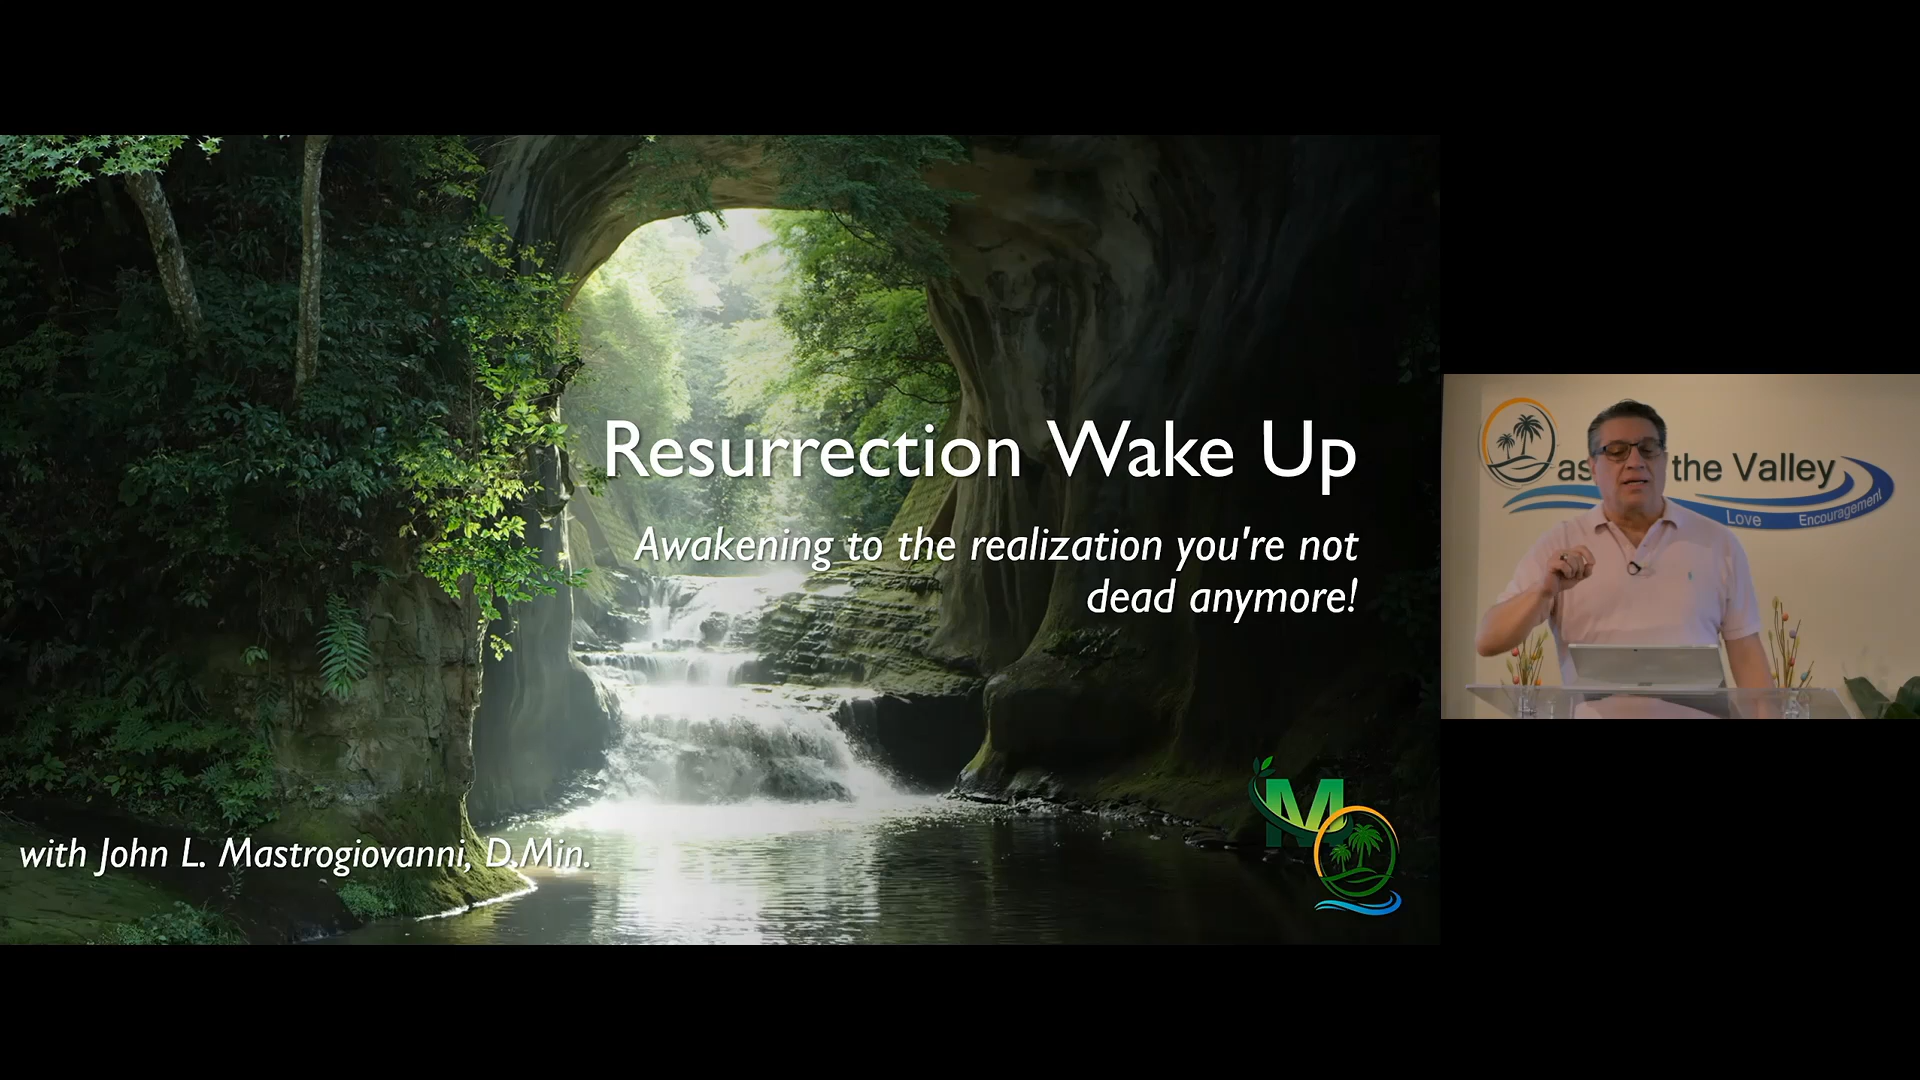 Resurrection Wake Up
Awakening to the realization you're not
dead anymore!
with John L. Mastrogiovanni, D.Min.
M
as the Valley
Love Encouragement